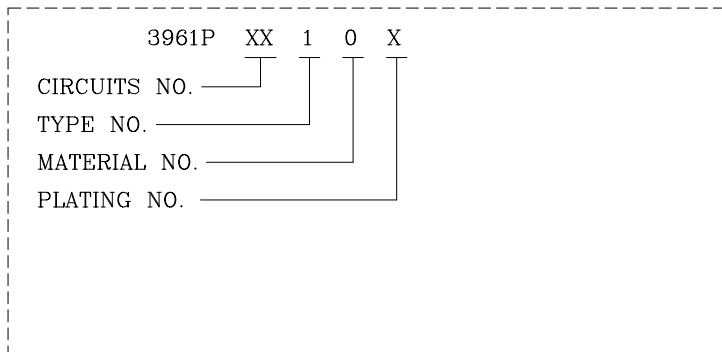 3961P XX 1 0 X
CIRCUITS NO.
TYPE NO.
MATERIAL NO.
PLATING NO.